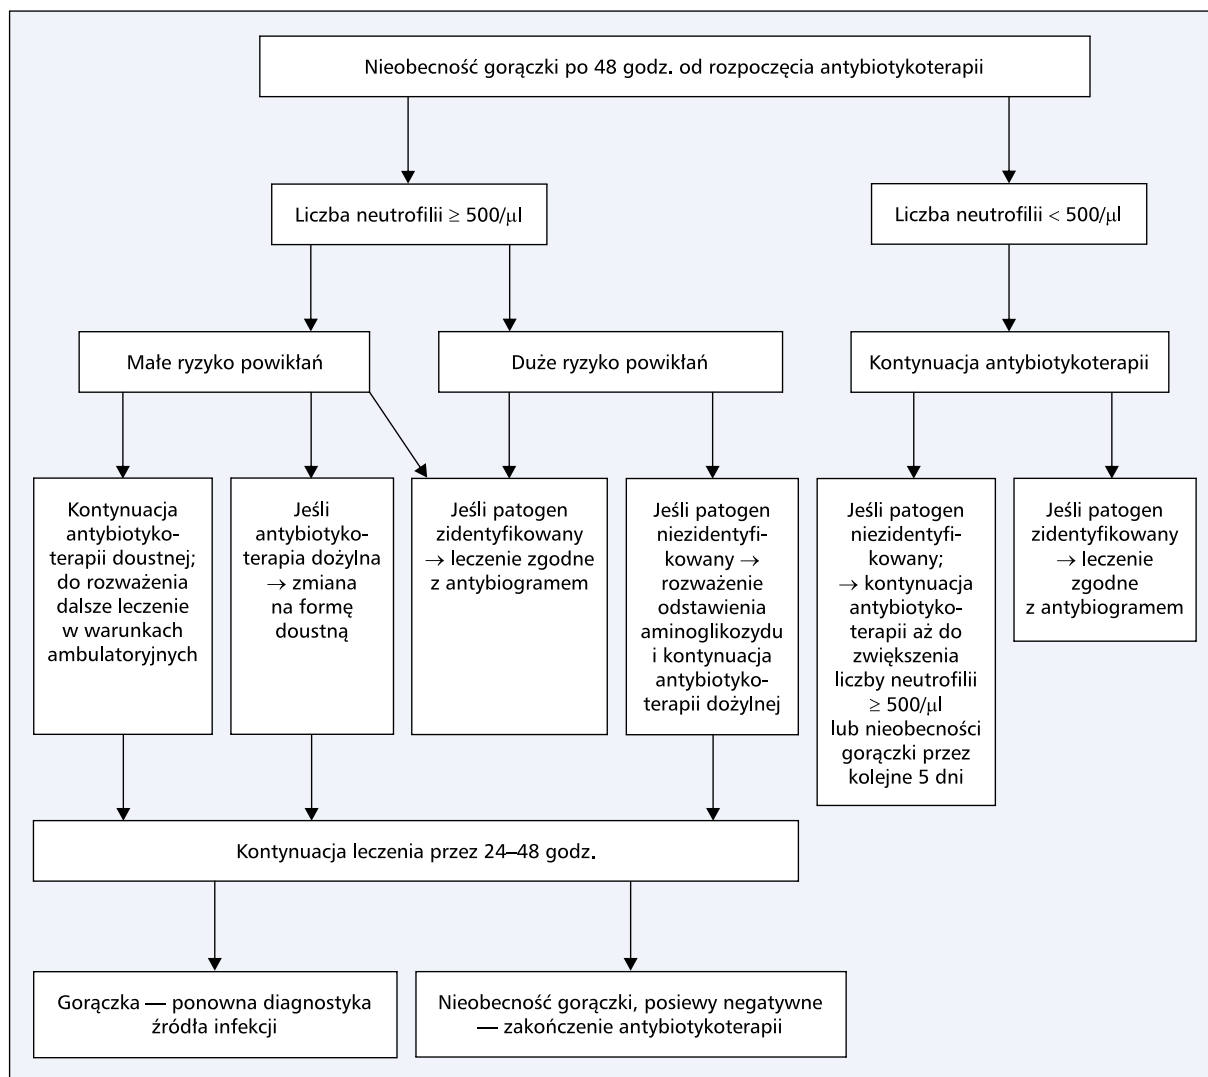 Nieobecność gorączki po 48 godz. od rozpoczęcia antybiotykoterapii
Liczba neutrofilii ≥ 500/μl
Liczba neutrofilii < 500/μl
Małe ryzyko powikłań
Duże ryzyko powikłań
Kontynuacja antybiotykoterapii
Kontynuacja
antybiotyko-
terapii doustnej;
do rozważenia
dalsze leczenie
w warunkach
ambulatoryjnych
Jeśli
antybiotyko-
terapia dożylna
→ zmiana
na formę
doustną
Jeśli patogen
zidentyfikowany
→ leczenie zgodne
z antybiogramem
Jeśli patogen
niezidentyfi-
kowany →
rozważenie
odstawienia
aminoglikozydu
i kontynuacja
antybiotyko-
terapii dożylnej
Jeśli patogen
niezidentyfi-
kowany;
→ kontynuacja
antybiotyko-
terapii aż do
zwiększenia
liczby neutrofilii
≥ 500/μl
lub nieobecności
gorączki przez
kolejne 5 dni
Jeśli patogen
zidentyfikowany
→ leczenie
zgodne
z antybiogramem
Kontynuacja leczenia przez 24–48 godz.
Gorączka — ponowna diagnostyka
źródła infekcji
Nieobecność gorączki, posiewy negatywne
— zakończenie antybiotykoterapii